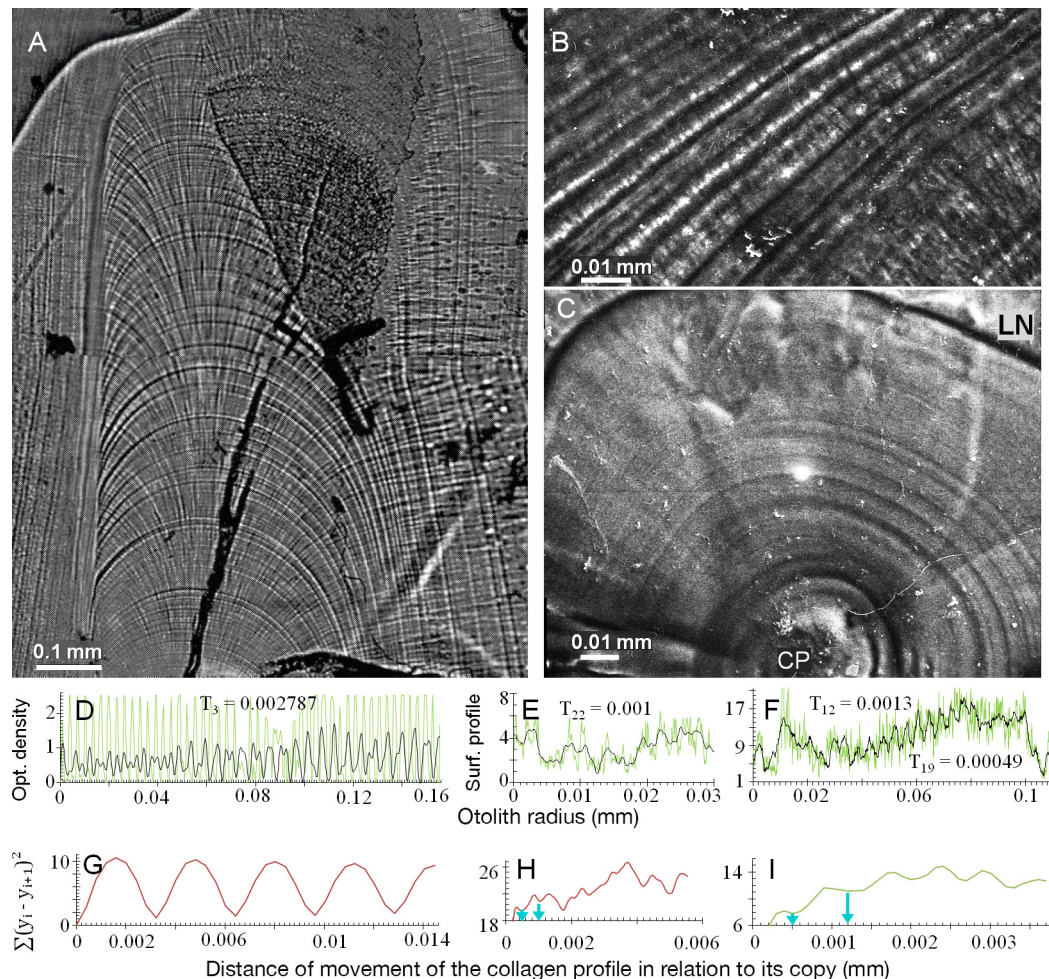 A
0.1 mm
B
0.01 mm
C
LN
0.01 mm
CP
D
T3 = 0.002787
Opt. density
2
1
0
0 0.04 0.08 0.12 0.16
E
T22 = 0.001
Surf. profile
8
4
0
0 0.01 0.02 0.03
F
T12 = 0.0013
T19 = 0.00049
17
9
1
0 0.02 0.06 0.1
Otolith radius (mm)
G
∑(yi - yi+1)2
10
0
0 0.002 0.006 0.01 0.014
H
26
22
18
0 0.002 0.006
I
14
10
6
0 0.001 0.002 0.003
Distance of movement of the collagen profile in relation to its copy (mm)